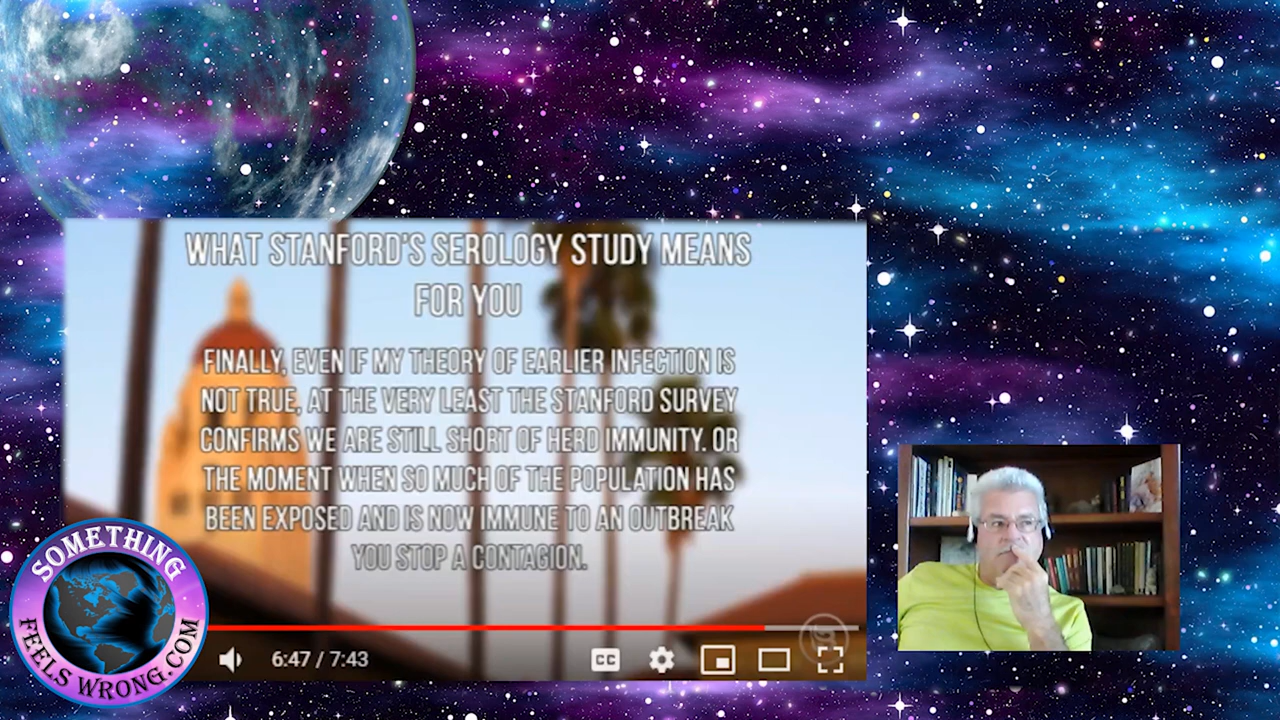 WHAT STANFORD'S SEROLOGY STUDY MEANS
FOR YOU
FINALLY, EVEN IF MY THEORY OF EARLIER INFECTION IS
NOT TRUE, AT THE VERY LEAST THE STANFORD SURVEY
CONFIRMS WE ARE STILL SHORT OF HERD IMMUNITY. OR
THE MOMENT WHEN SO MUCH OF THE POPULATION HAS
BEEN EXPOSED AND IS NOW IMMUNE TO AN OUTBREAK
YOU STOP A CONTAGION.
SOMETHING
FEELS WRONG.COM
6:47 / 7:43
CC